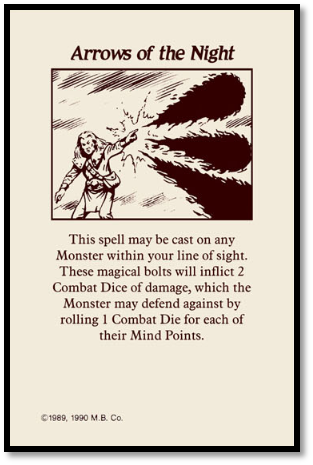 Arrows of the Night
This spell may be cast on any
Monster within your line of sight.
These magical bolts will inflict 2
Combat Dice of damage, which the
Monster may defend against by
rolling 1 Combat Die for each of
their Mind Points.
©1989, 1990 M.B. Co.